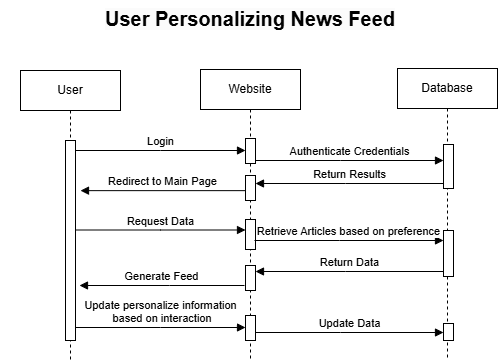 User Personalizing News Feed
User
Website
Database
Login
Authenticate Credentials
Return Results
Redirect to Main Page
Request Data
Retrieve Articles based on preference
Return Data
Generate Feed
Update personalize information
based on interaction
Update Data